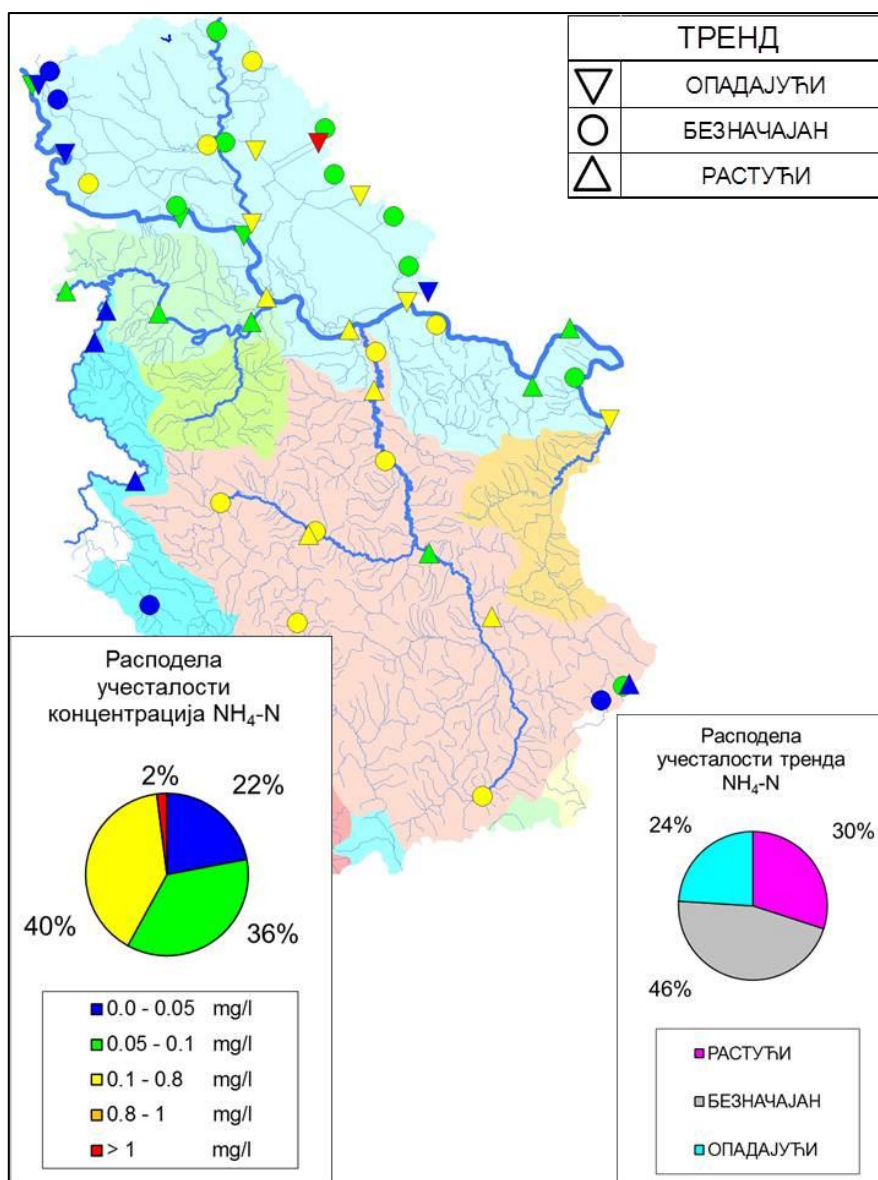 ТРЕНД
ОПАДАЈУЋИ
БЕЗНАЧАЈАН
РАСТУЋИ
Расподела
учесталости
концентрација NH₄-N
2%
22%
40%
36%
0.0 - 0.05 mg/l
0.05 - 0.1 mg/l
0.1 - 0.8 mg/l
0.8 - 1 mg/l
> 1 mg/l
Расподела
учесталости тренда
NH₄-N
24%
30%
46%
РАСТУЋИ
БЕЗНАЧАЈАН
ОПАДАЈУЋИ